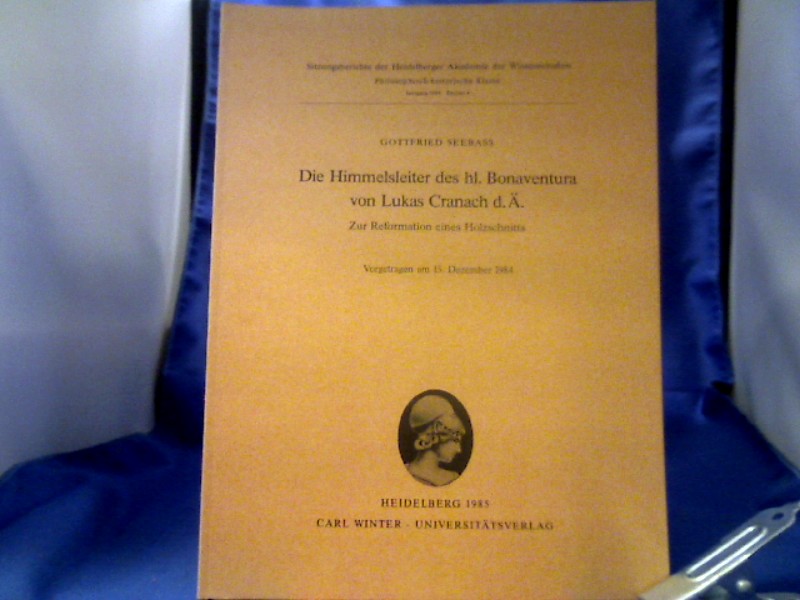 Sitzungsberichte der Heidelberger Akademie der Wissenschaften
Philosophisch-historische Klasse
GOTTFRIED SEEBASS
Die Himmelsleiter des hl. Bonaventura
von Lukas Cranach d. Ä.
Zur Reformation eines Holzschnitts
Vorgetragen am 15. Dezember 1984
HEIDELBERG 1985
CARL WINTER · UNIVERSITÄTSVERLAG